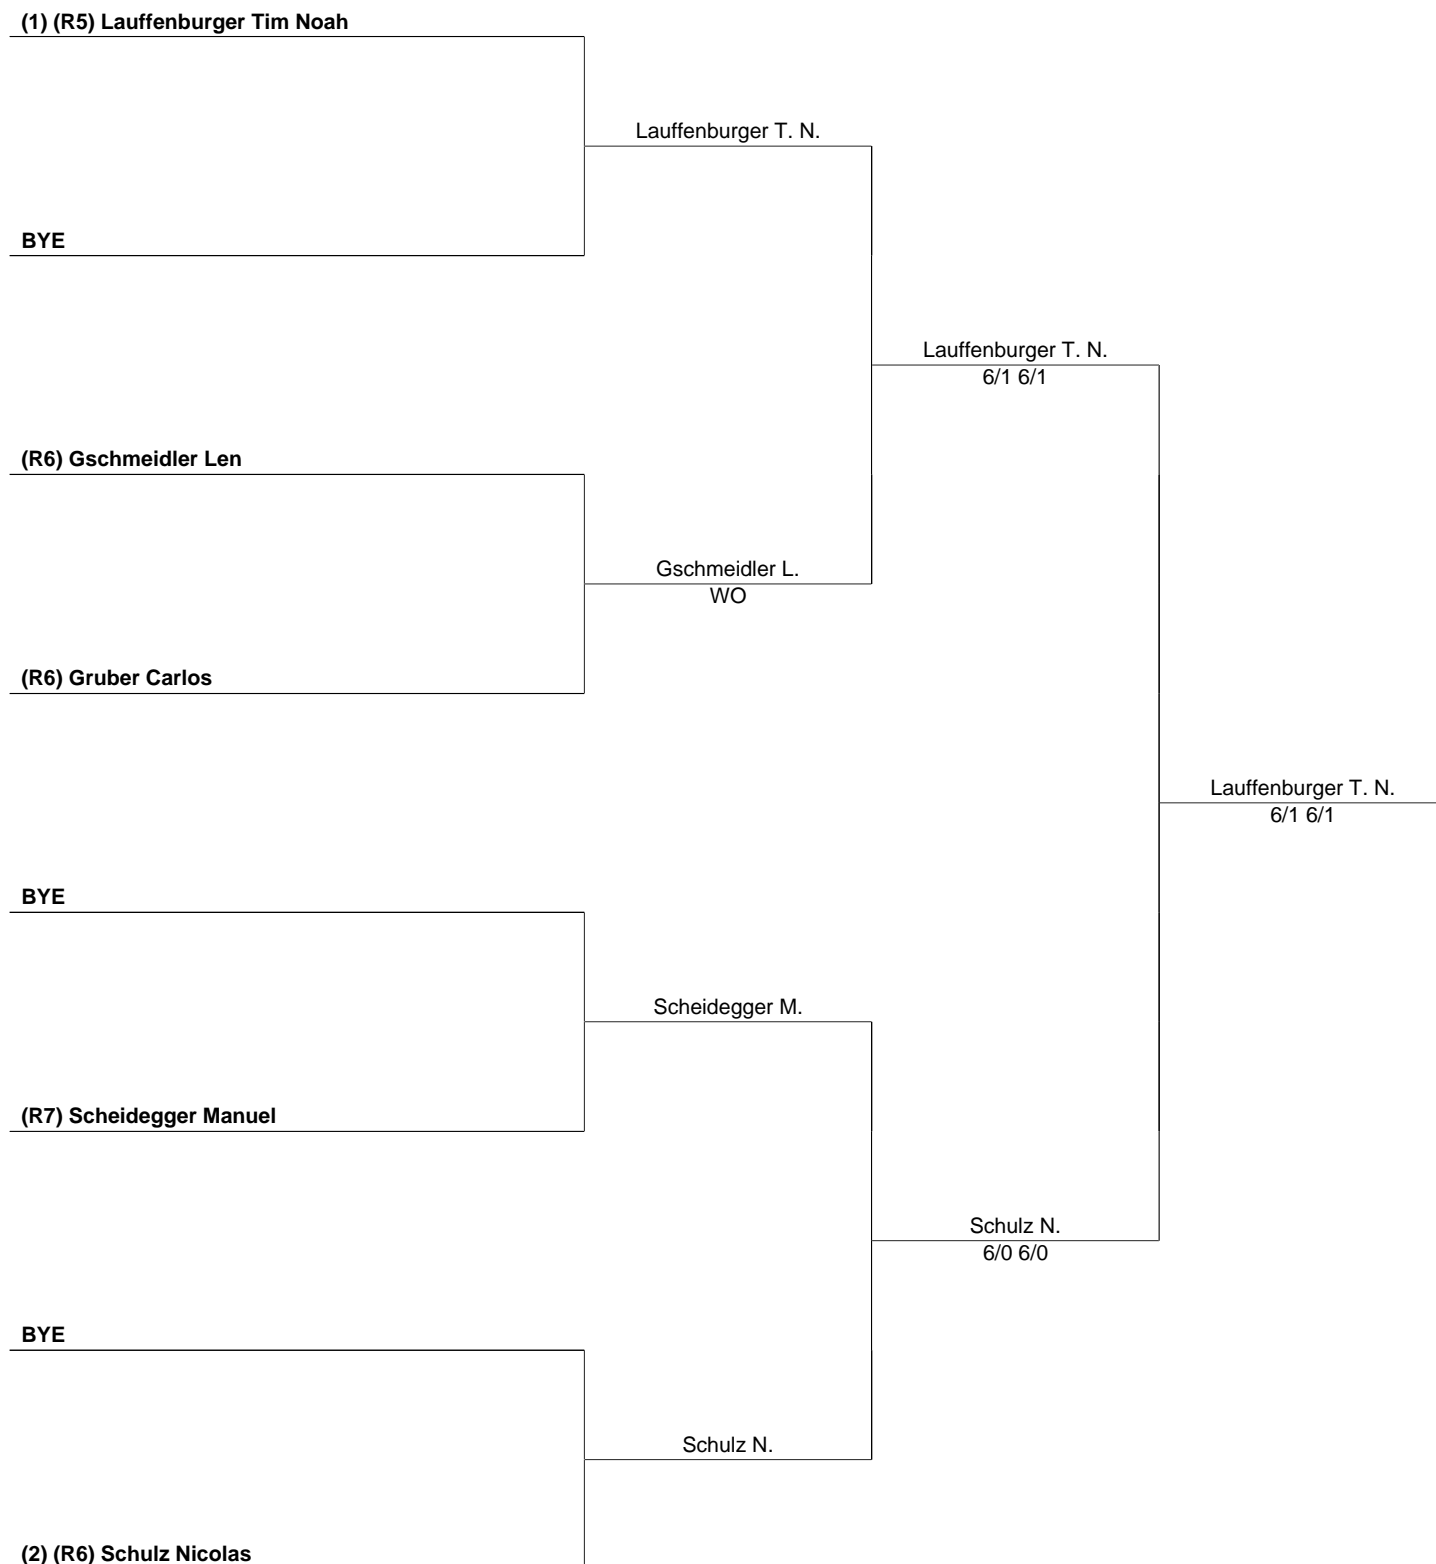 (1) (R5) Lauffenburger Tim Noah
Lauffenburger T. N.
BYE
Lauffenburger T. N.
6/1 6/1
(R6) Gschmeidler Len
Gschmeidler L.
WO
(R6) Gruber Carlos
Lauffenburger T. N.
6/1 6/1
BYE
Scheidegger M.
(R7) Scheidegger Manuel
Schulz N.
6/0 6/0
BYE
Schulz N.
(2) (R6) Schulz Nicolas